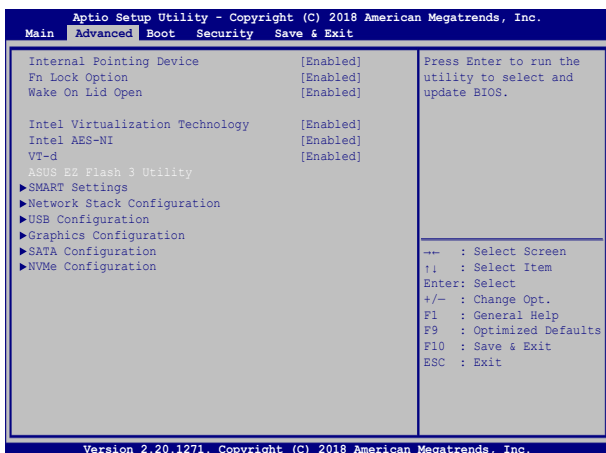 Aptio Setup Utility - Copyright (C) 2018 American Megatrends, Inc.
Main Advanced Boot Security Save & Exit
Internal Pointing Device [Enabled]
Fn Lock Option [Enabled]
Wake On Lid Open [Enabled]
Intel Virtualization Technology [Enabled]
Intel AES-NI [Enabled]
VT-d [Enabled]
ASUS EZ Flash 3 Utility
▶SMART Settings
▶Network Stack Configuration
▶USB Configuration
▶Graphics Configuration
▶SATA Configuration
▶NVMe Configuration
Press Enter to run the
utility to select and
update BIOS.
→← : Select Screen
↑↓ : Select Item
Enter: Select
+/— : Change Opt.
F1 : General Help
F9 : Optimized Defaults
F10 : Save & Exit
ESC : Exit
Version 2.20.1271. Copyright (C) 2018 American Megatrends, Inc.